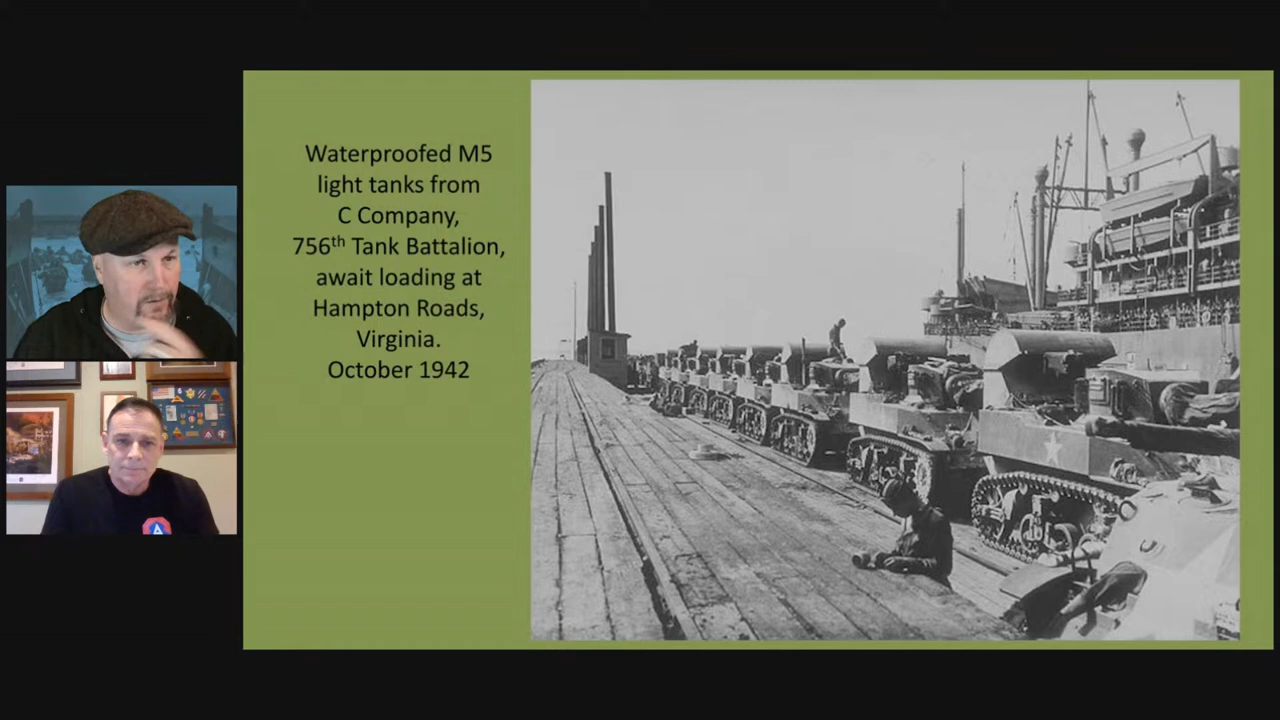 Waterproofed M5
light tanks from
C Company,
756th Tank Battalion,
await loading at
Hampton Roads,
Virginia.
October 1942